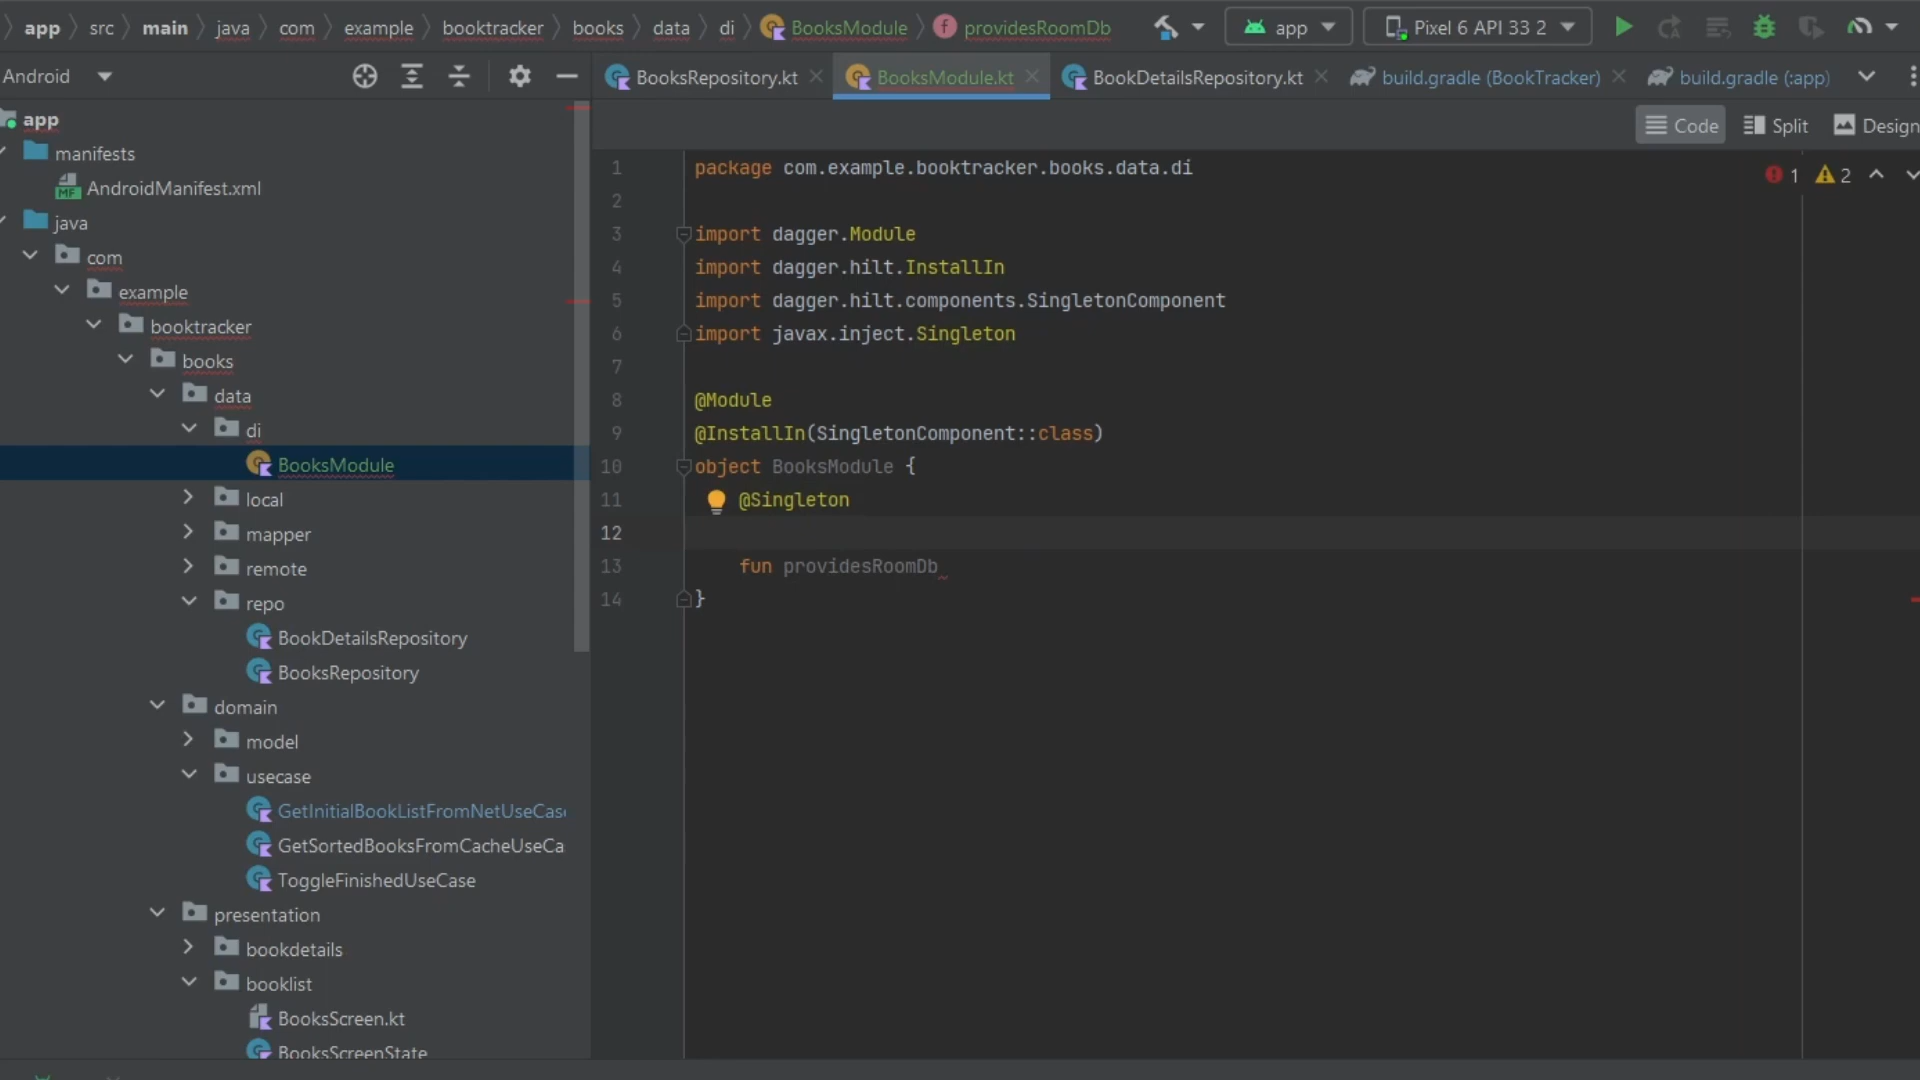 app src main java com example booktracker books data di BooksModule providesRoomDb app Pixel 6 API 33 2
Android BooksRepository.kt BooksModule.kt BookDetailsRepository.kt build.gradle (BookTracker) build.gradle (:app)
Code Split Design
app
manifests
MF AndroidManifest.xml
java
com
example
booktracker
books
data
di
BooksModule
local
mapper
remote
repo
BookDetailsRepository
BooksRepository
domain
model
usecase
GetInitialBookListFromNetUseCase
GetSortedBooksFromCacheUseCa
ToggleFinishedUseCase
presentation
bookdetails
booklist
BooksScreen.kt
BooksScreenState
1 package com.example.booktracker.books.data.di
1 2
2
3 import dagger.Module
4 import dagger.hilt.InstallIn
5 import dagger.hilt.components.SingletonComponent
6 import javax.inject.Singleton
7
8 @Module
9 @InstallIn(SingletonComponent::class)
10 object BooksModule {
11 @Singleton
12
13 fun providesRoomDb
14 }